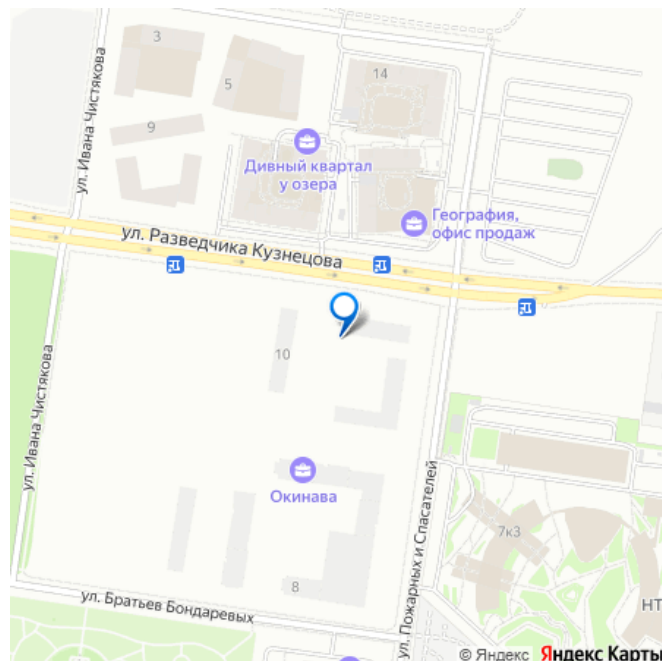 3
14
5
ул. Ивана Чистякова
9
Дивный квартал
у озера
География,
офис продаж
ул. Разведчика Кузнецова
10
ул. Ивана Чистякова
Окинава
ул. Пожарных и Спасателей
7к3
8
ул. Братьев Бондаревых
НТ
© Яндекс Яндекс Карты